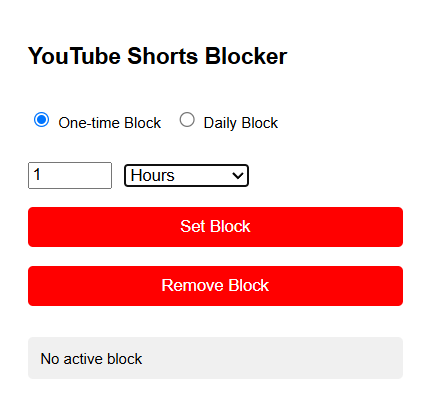 YouTube Shorts Blocker
One-time Block Daily Block
1 Hours
Set Block
Remove Block
No active block